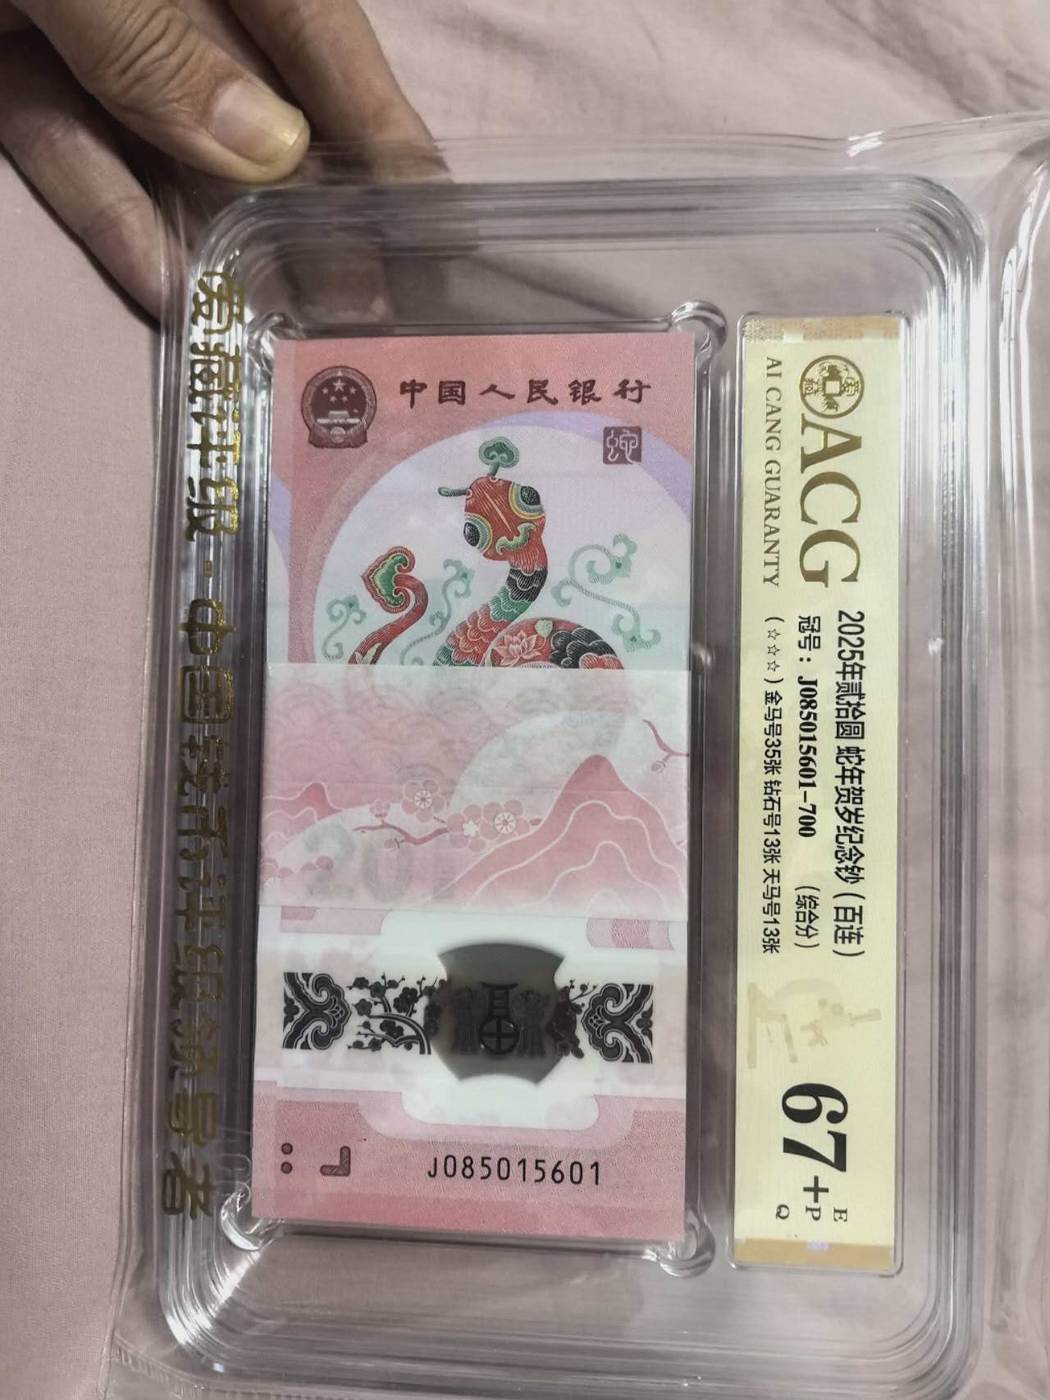 中国人民银行
蛇
J085015601
ACG
AI CANG GUARANTY
2025年贰拾圆 蛇年贺岁纪念钞（百连）
冠号：J085015601-700 （综合分）
（☆☆☆）金马号35张 钻石号13张 天马号13张
67+
E
P
Q
爱藏评级-中国钱币评级领导者